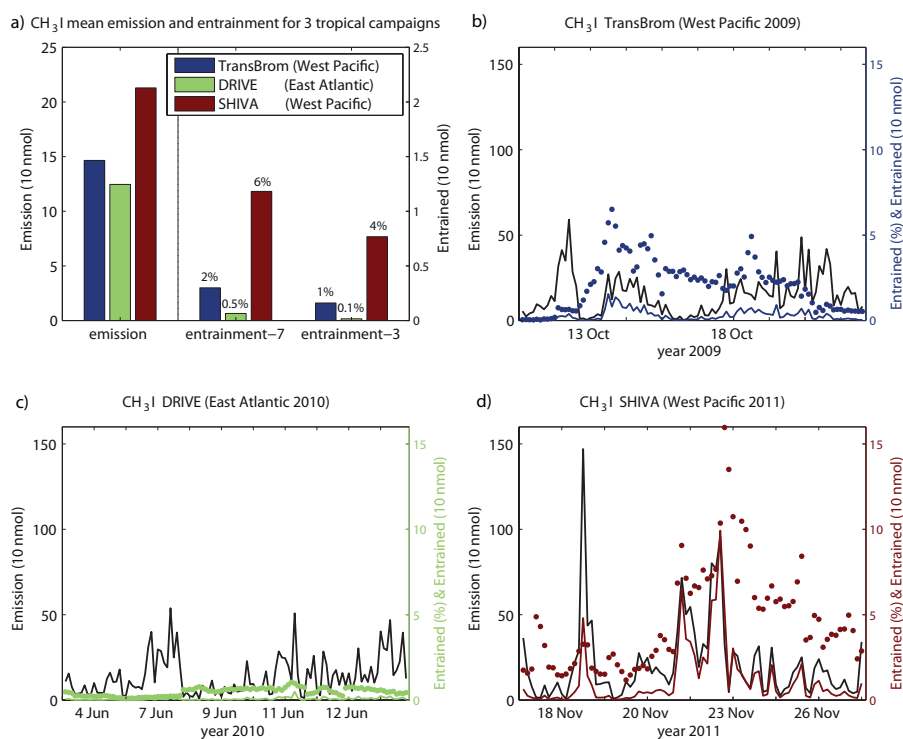 a) CH3I mean emission and entrainment for 3 tropical campaigns
25
20
15
10
5
0
Emission (10 nmol)
2.5
2
1.5
1
0.5
0
Entrained (10 nmol)
TransBrom (West Pacific)
DRIVE (East Atlantic)
SHIVA (West Pacific)
2%
0.5%
6%
1%
0.1%
4%
emission
entrainment−7
entrainment−3
b) CH3I TransBrom (West Pacific 2009)
150
100
50
0
Emission (10 nmol)
15
10
5
0
Entrained (%) & Entrained (10 nmol)
13 Oct
18 Oct
year 2009
c) CH3I DRIVE (East Atlantic 2010)
150
100
50
0
Emission (10 nmol)
15
10
5
0
Entrained (%) & Entrained (10 nmol)
4 Jun
7 Jun
9 Jun
11 Jun
12 Jun
year 2010
d) CH3I SHIVA (West Pacific 2011)
150
100
50
0
Emission (10 nmol)
15
10
5
0
Entrained (%) & Entrained (10 nmol)
18 Nov
20 Nov
23 Nov
26 Nov
year 2011